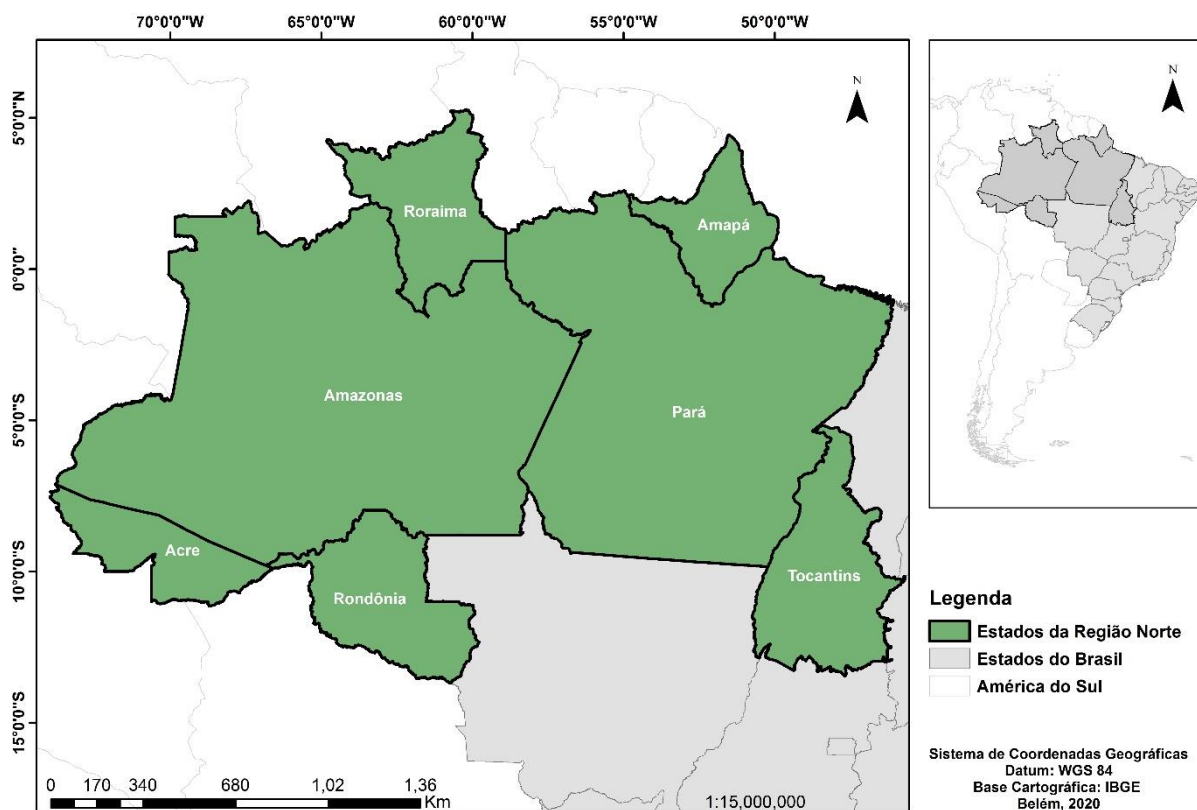 70°0'0"W 65°0'0"W 60°0'0"W 55°0'0"W 50°0'0"W
N
N
5°0'0"N
0°0'0"
5°0'0"S
10°0'0"S
15°0'0"S
Roraima
Amapá
Amazonas
Pará
Acre
Rondônia
Tocantins
0 170 340 680 1,02 1,36
Km
1:15,000,000
Legenda
Estados da Região Norte
Estados do Brasil
América do Sul
Sistema de Coordenadas Geográficas
Datum: WGS 84
Base Cartográfica: IBGE
Belém, 2020